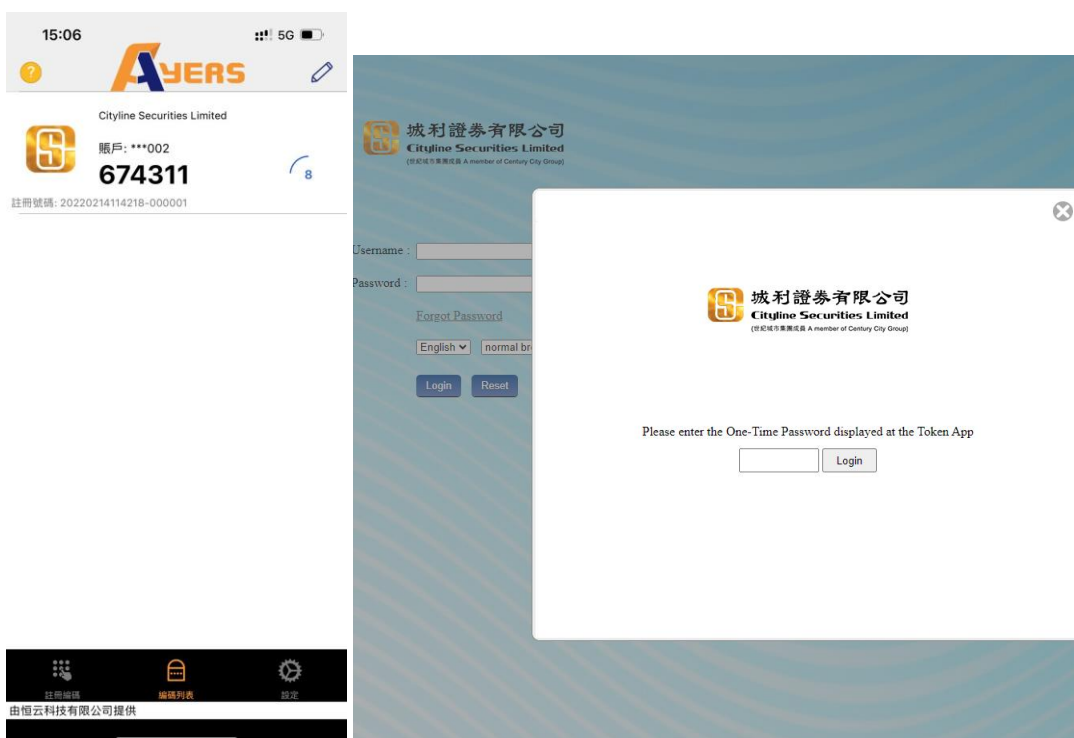 15:06
5G
?
AYERS
Cityline Securities Limited
賬戶: ***002
674311
8
註冊號碼: 20220214114218-000001
註冊編碼
編碼列表
設定
由恒云科技有限公司提供
城利證券有限公司
Cityline Securities Limited
(世紀城市集團成員 A member of Century City Group)
Username :
Password :
Forgot Password
English
normal br
Login
Reset
城利證券有限公司
Cityline Securities Limited
(世紀城市集團成員 A member of Century City Group)
Please enter the One-Time Password displayed at the Token App
Login